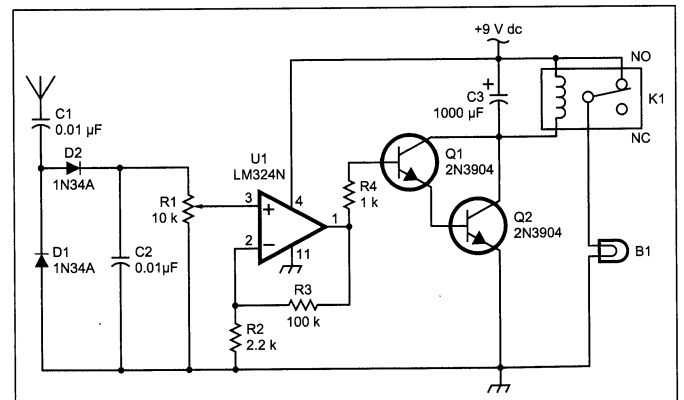 +9 V dc
NO
K1
NC
C3
1000 µF
C1
0.01 µF
D2
1N34A
U1
LM324N
Q1
2N3904
R1
10 k
3
+
4
1
R4
1 k
2
−
11
Q2
2N3904
D1
1N34A
C2
0.01µF
B1
R3
100 k
R2
2.2 k
+